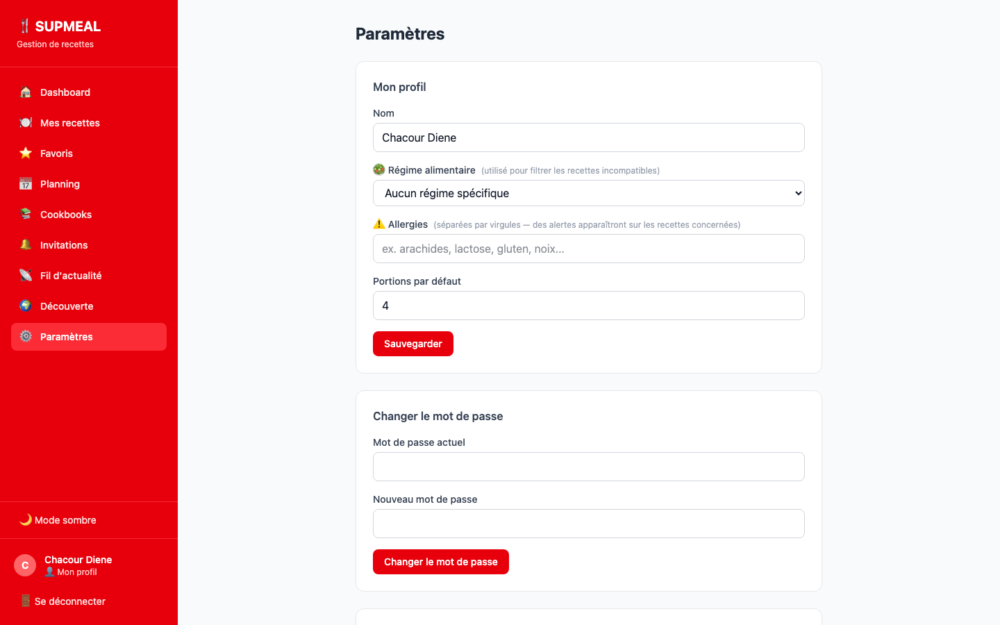 SUPMEAL
Gestion de recettes
Dashboard
Mes recettes
Favoris
17
Planning
Cookbooks
Invitations
Fil d'actualité
Découverte
Paramètres
Mode sombre
C
Chacour Diene
Mon profil
Se déconnecter
Paramètres
Mon profil
Nom
Chacour Diene
Régime alimentaire (utilisé pour filtrer les recettes incompatibles)
Aucun régime spécifique
Allergies (séparées par virgules — des alertes apparaîtront sur les recettes concernées)
ex. arachides, lactose, gluten, noix...
Portions par défaut
4
Sauvegarder
Changer le mot de passe
Mot de passe actuel
Nouveau mot de passe
Changer le mot de passe